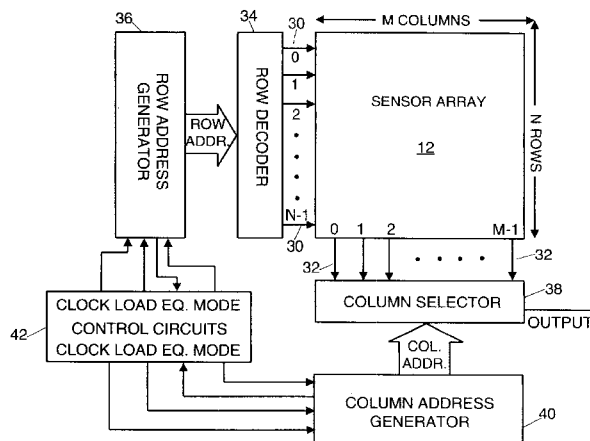 36
34
30
M COLUMNS
ROW ADDRESS
GENERATOR
ROW
ADDR.
ROW DECODER
0
1
2
N-1
30
SENSOR ARRAY
12
N ROWS
0 1 2 M-1
32
32
COLUMN SELECTOR
38
OUTPUT
42
CLOCK LOAD EQ. MODE
CONTROL CIRCUITS
CLOCK LOAD EQ. MODE
COL.
ADDR.
COLUMN ADDRESS
GENERATOR
40